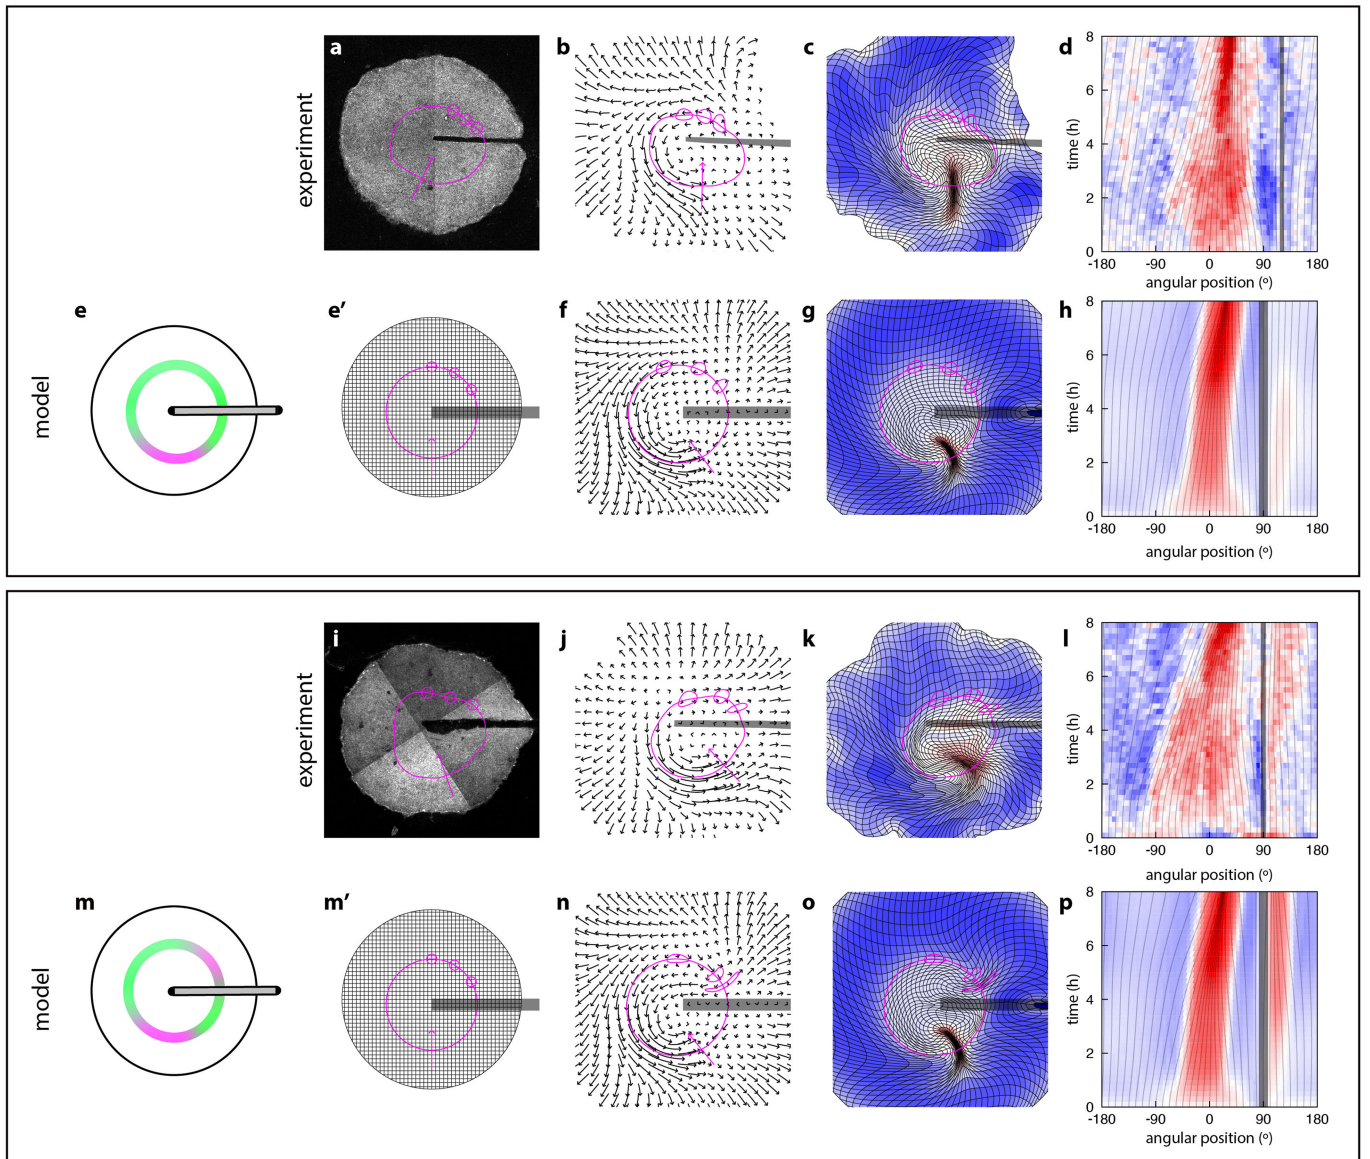 a b c d
experiment
8
6
time (h)
4
2
0
-180 -90 0 90 180
angular position (º)
e e’ f g h
model
8
6
time (h)
4
2
0
-180 -90 0 90 180
angular position (º)
i j k l
experiment
8
6
time (h)
4
2
0
-180 -90 0 90 180
angular position (º)
m m’ n o p
model
8
6
time (h)
4
2
0
-180 -90 0 90 180
angular position (º)